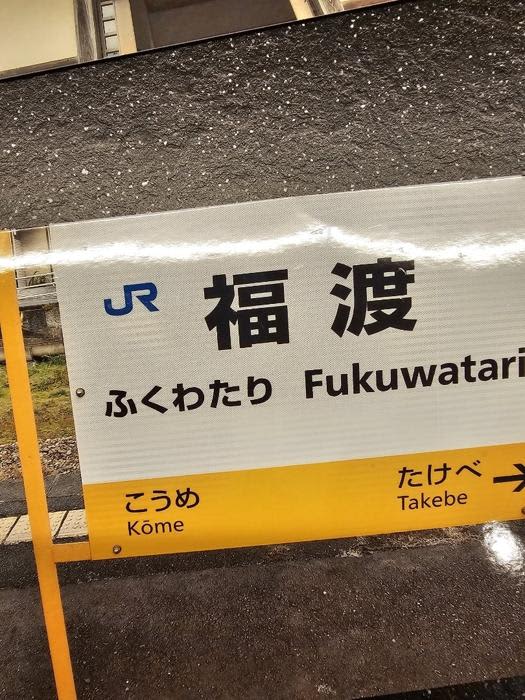 JR 福渡
ふくわたり Fukuwatari
こうめ たけべ →
Kōme Takebe